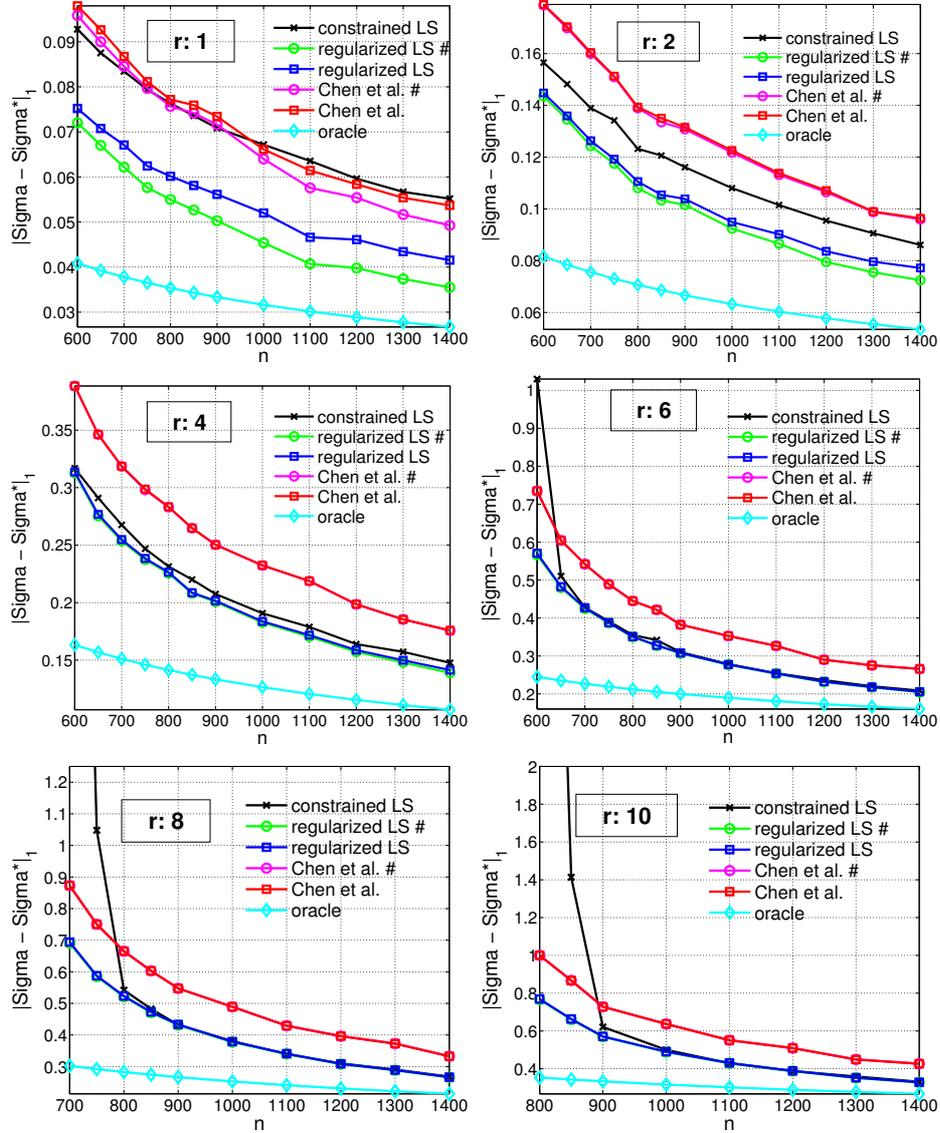 r: 1
constrained LS
regularized LS #
regularized LS
Chen et al. #
Chen et al.
oracle
0.09
0.08
0.07
0.06
0.05
0.04
0.03
|Sigma − Sigma*|1
600 700 800 900 1000 1100 1200 1300 1400
n
r: 2
constrained LS
regularized LS #
regularized LS
Chen et al. #
Chen et al.
oracle
0.16
0.14
0.12
0.1
0.08
0.06
|Sigma − Sigma*|1
600 700 800 900 1000 1100 1200 1300 1400
n
r: 4
constrained LS
regularized LS #
regularized LS
Chen et al. #
Chen et al.
oracle
0.35
0.3
0.25
0.2
0.15
|Sigma − Sigma*|1
600 700 800 900 1000 1100 1200 1300 1400
n
r: 6
constrained LS
regularized LS #
regularized LS
Chen et al. #
Chen et al.
oracle
1
0.9
0.8
0.7
0.6
0.5
0.4
0.3
0.2
|Sigma − Sigma*|1
600 700 800 900 1000 1100 1200 1300 1400
n
r: 8
constrained LS
regularized LS #
regularized LS
Chen et al. #
Chen et al.
oracle
1.2
1.1
1
0.9
0.8
0.7
0.6
0.5
0.4
0.3
|Sigma − Sigma*|1
700 800 900 1000 1100 1200 1300 1400
n
r: 10
constrained LS
regularized LS #
regularized LS
Chen et al. #
Chen et al.
oracle
2
1.8
1.6
1.4
1.2
1
0.8
0.6
0.4
|Sigma − Sigma*|1
800 900 1000 1100 1200 1300 1400
n